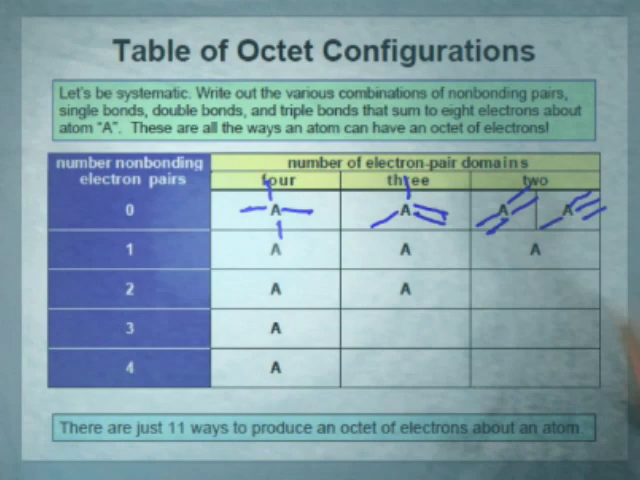 Table of Octet Configurations
Let's be systematic. Write out the various combinations of nonbonding pairs,
single bonds, double bonds, and triple bonds that sum to eight electrons about
atom "A". These are all the ways an atom can have an octet of electrons!
number nonbonding electron pairs
number of electron-pair domains
four three two
0 A A A A
1 A A A
2 A A
3 A
4 A
There are just 11 ways to produce an octet of electrons about an atom.